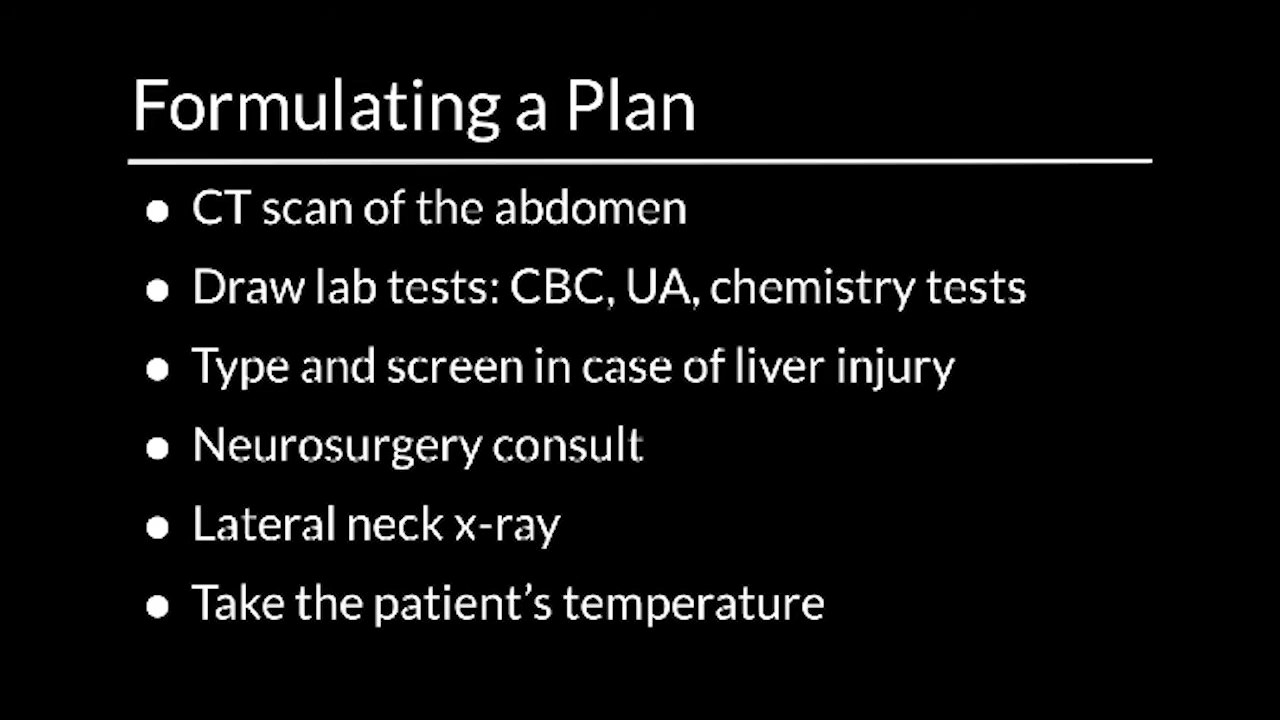 Formulating a Plan
• CT scan of the abdomen
• Draw lab tests: CBC, UA, chemistry tests
• Type and screen in case of liver injury
• Neurosurgery consult
• Lateral neck x-ray
• Take the patient’s temperature